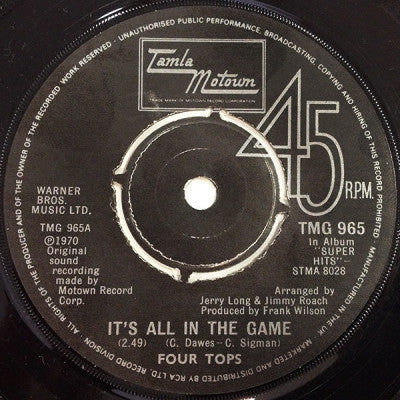 UNAUTHORISED PUBLIC PERFORMANCE, BROADCASTING, COPYING AND HIRING OF THIS RECORD PROHIBITED
MANUFACTURED IN U.K.
MARKETED AND DISTRIBUTED BY RCA LTD.
ALL RIGHTS OF THE PRODUCER AND OF THE OWNER OF THE RECORDED WORK RESERVED -
Tamla
Motown
TRADE MARK OF MOTOWN RECORD CORPORATION
45
R.P.M.
WARNER
BROS.
MUSIC LTD.
TMG 965A
℗1970
Original
sound
recording
made by
Motown Record
Corp.
TMG 965
In Album
"SUPER
HITS"-
STMA 8028
Arranged by
Jerry Long & Jimmy Roach
Produced by Frank Wilson
IT'S ALL IN THE GAME
(2.49) (C. Dawes-C. Sigman)
FOUR TOPS